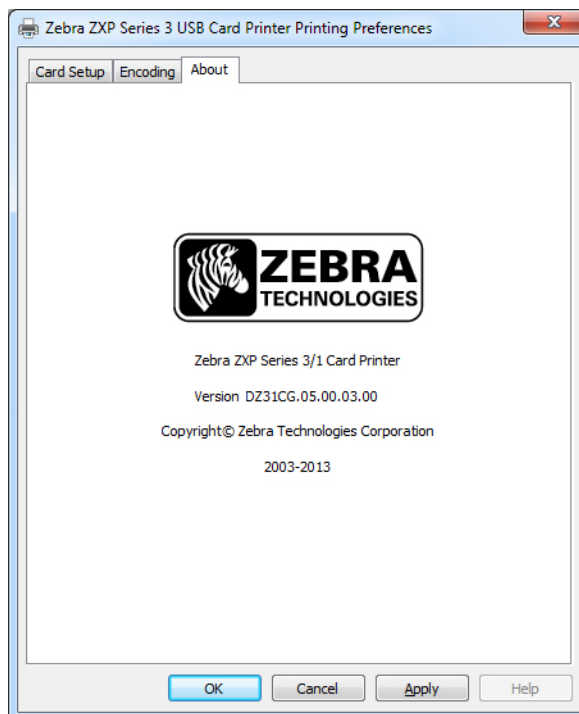 Zebra ZXP Series 3 USB Card Printer Printing Preferences
Card Setup Encoding About
ZEBRA
TECHNOLOGIES
Zebra ZXP Series 3/1 Card Printer
Version DZ31CG.05.00.03.00
Copyright© Zebra Technologies Corporation
2003-2013
OK Cancel Apply Help